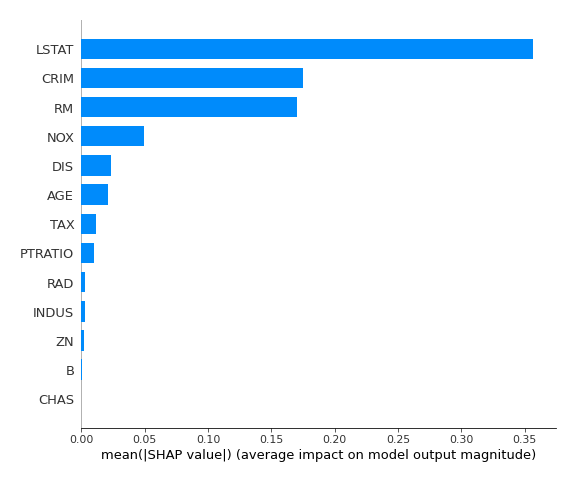 LSTAT
CRIM
RM
NOX
DIS
AGE
TAX
PTRATIO
RAD
INDUS
ZN
B
CHAS
0.00 0.05 0.10 0.15 0.20 0.25 0.30 0.35
mean(|SHAP value|) (average impact on model output magnitude)